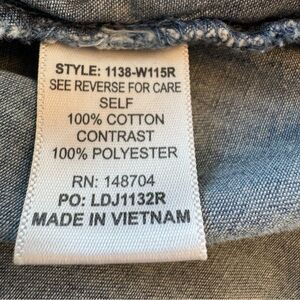 STYLE: 1138-W115R
SEE REVERSE FOR CARE
SELF
100% COTTON
CONTRAST
100% POLYESTER
RN: 148704
PO: LDJ1132R
MADE IN VIETNAM